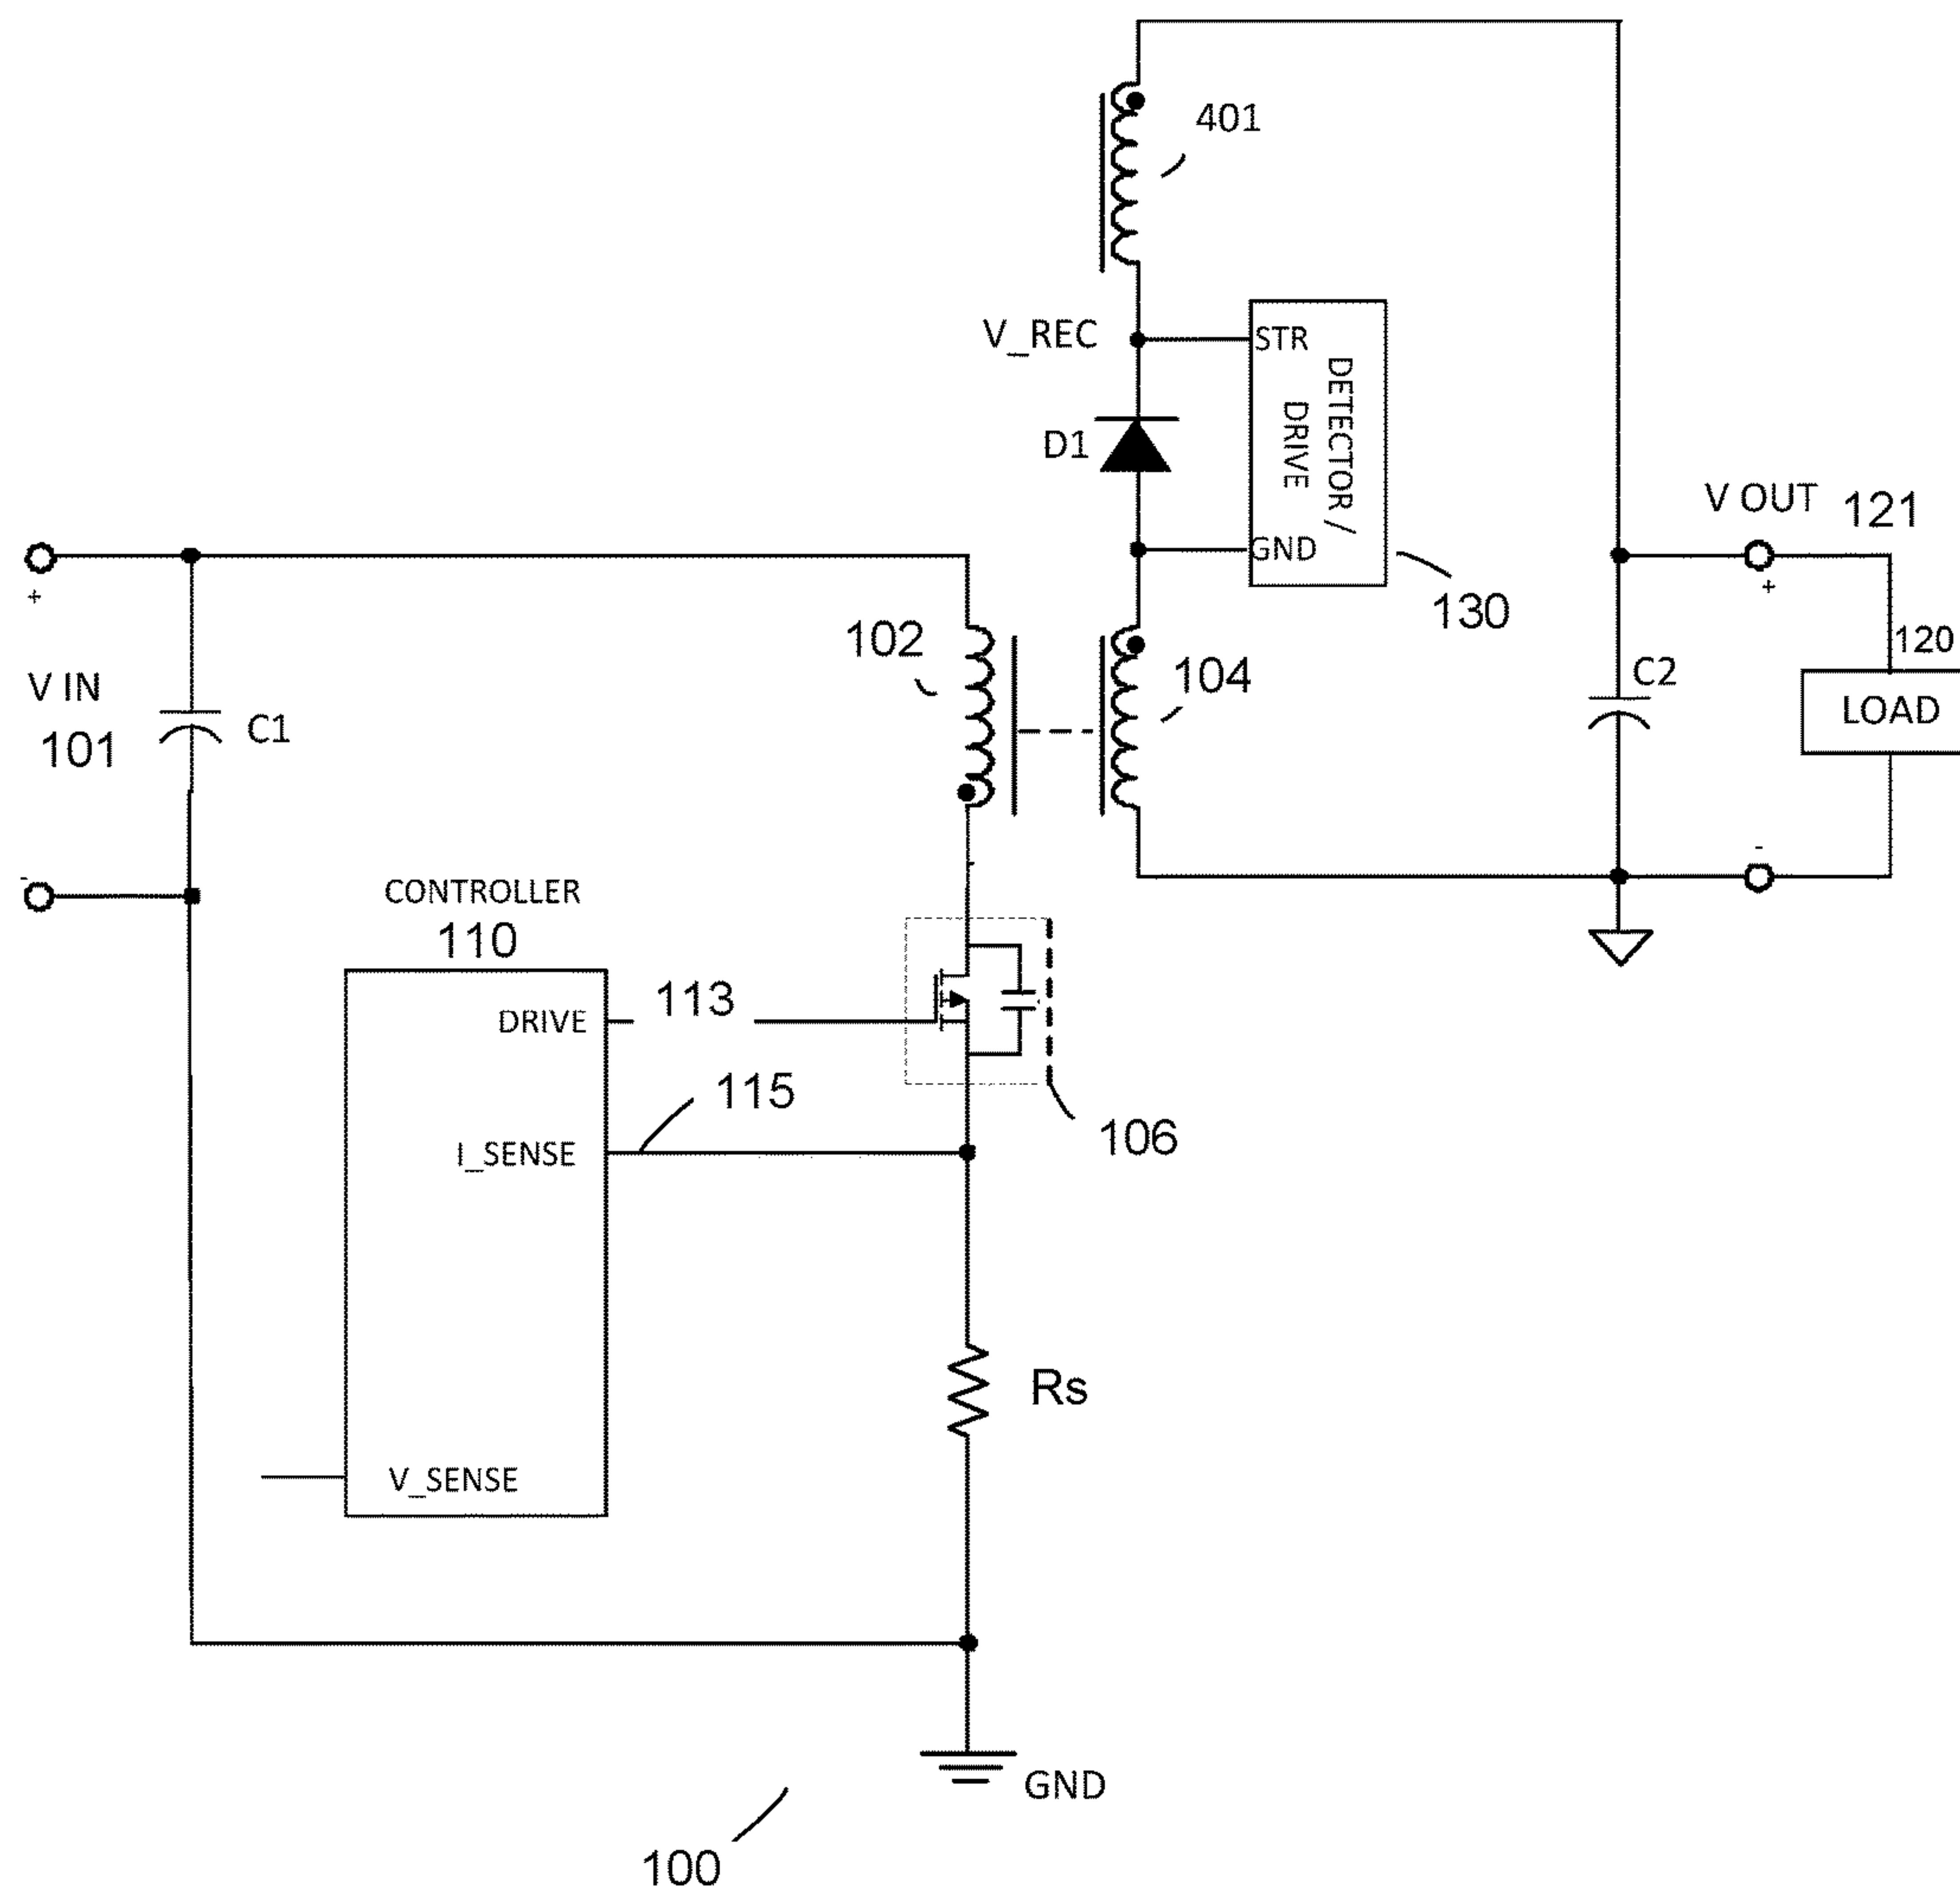 401
V_REC
STR
DETECTOR /
DRIVE
D1
GND
V OUT 121
+
130
+
102
104
120
V IN
101
C1
C2
LOAD
-
-
CONTROLLER
110
DRIVE
113
115
106
I_SENSE
Rs
V_SENSE
GND
100